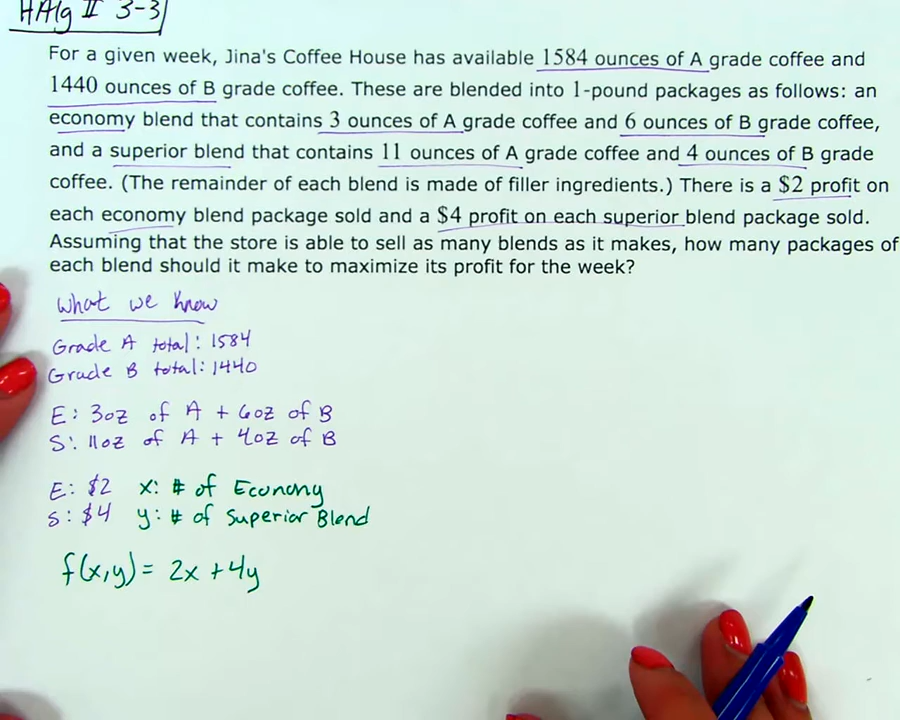 HAlg II 3-3
For a given week, Jina's Coffee House has available 1584 ounces of A grade coffee and
1440 ounces of B grade coffee. These are blended into 1-pound packages as follows: an
economy blend that contains 3 ounces of A grade coffee and 6 ounces of B grade coffee,
and a superior blend that contains 11 ounces of A grade coffee and 4 ounces of B grade
coffee. (The remainder of each blend is made of filler ingredients.) There is a $2 profit on
each economy blend package sold and a $4 profit on each superior blend package sold.
Assuming that the store is able to sell as many blends as it makes, how many packages of
each blend should it make to maximize its profit for the week?
What we know
Grade A total: 1584
Grade B total: 1440
E: 3oz of A + 6oz of B
S: 11oz of A + 4oz of B
E: $2 x: # of Economy
S: $4 y: # of Superior Blend
f(x,y) = 2x + 4y